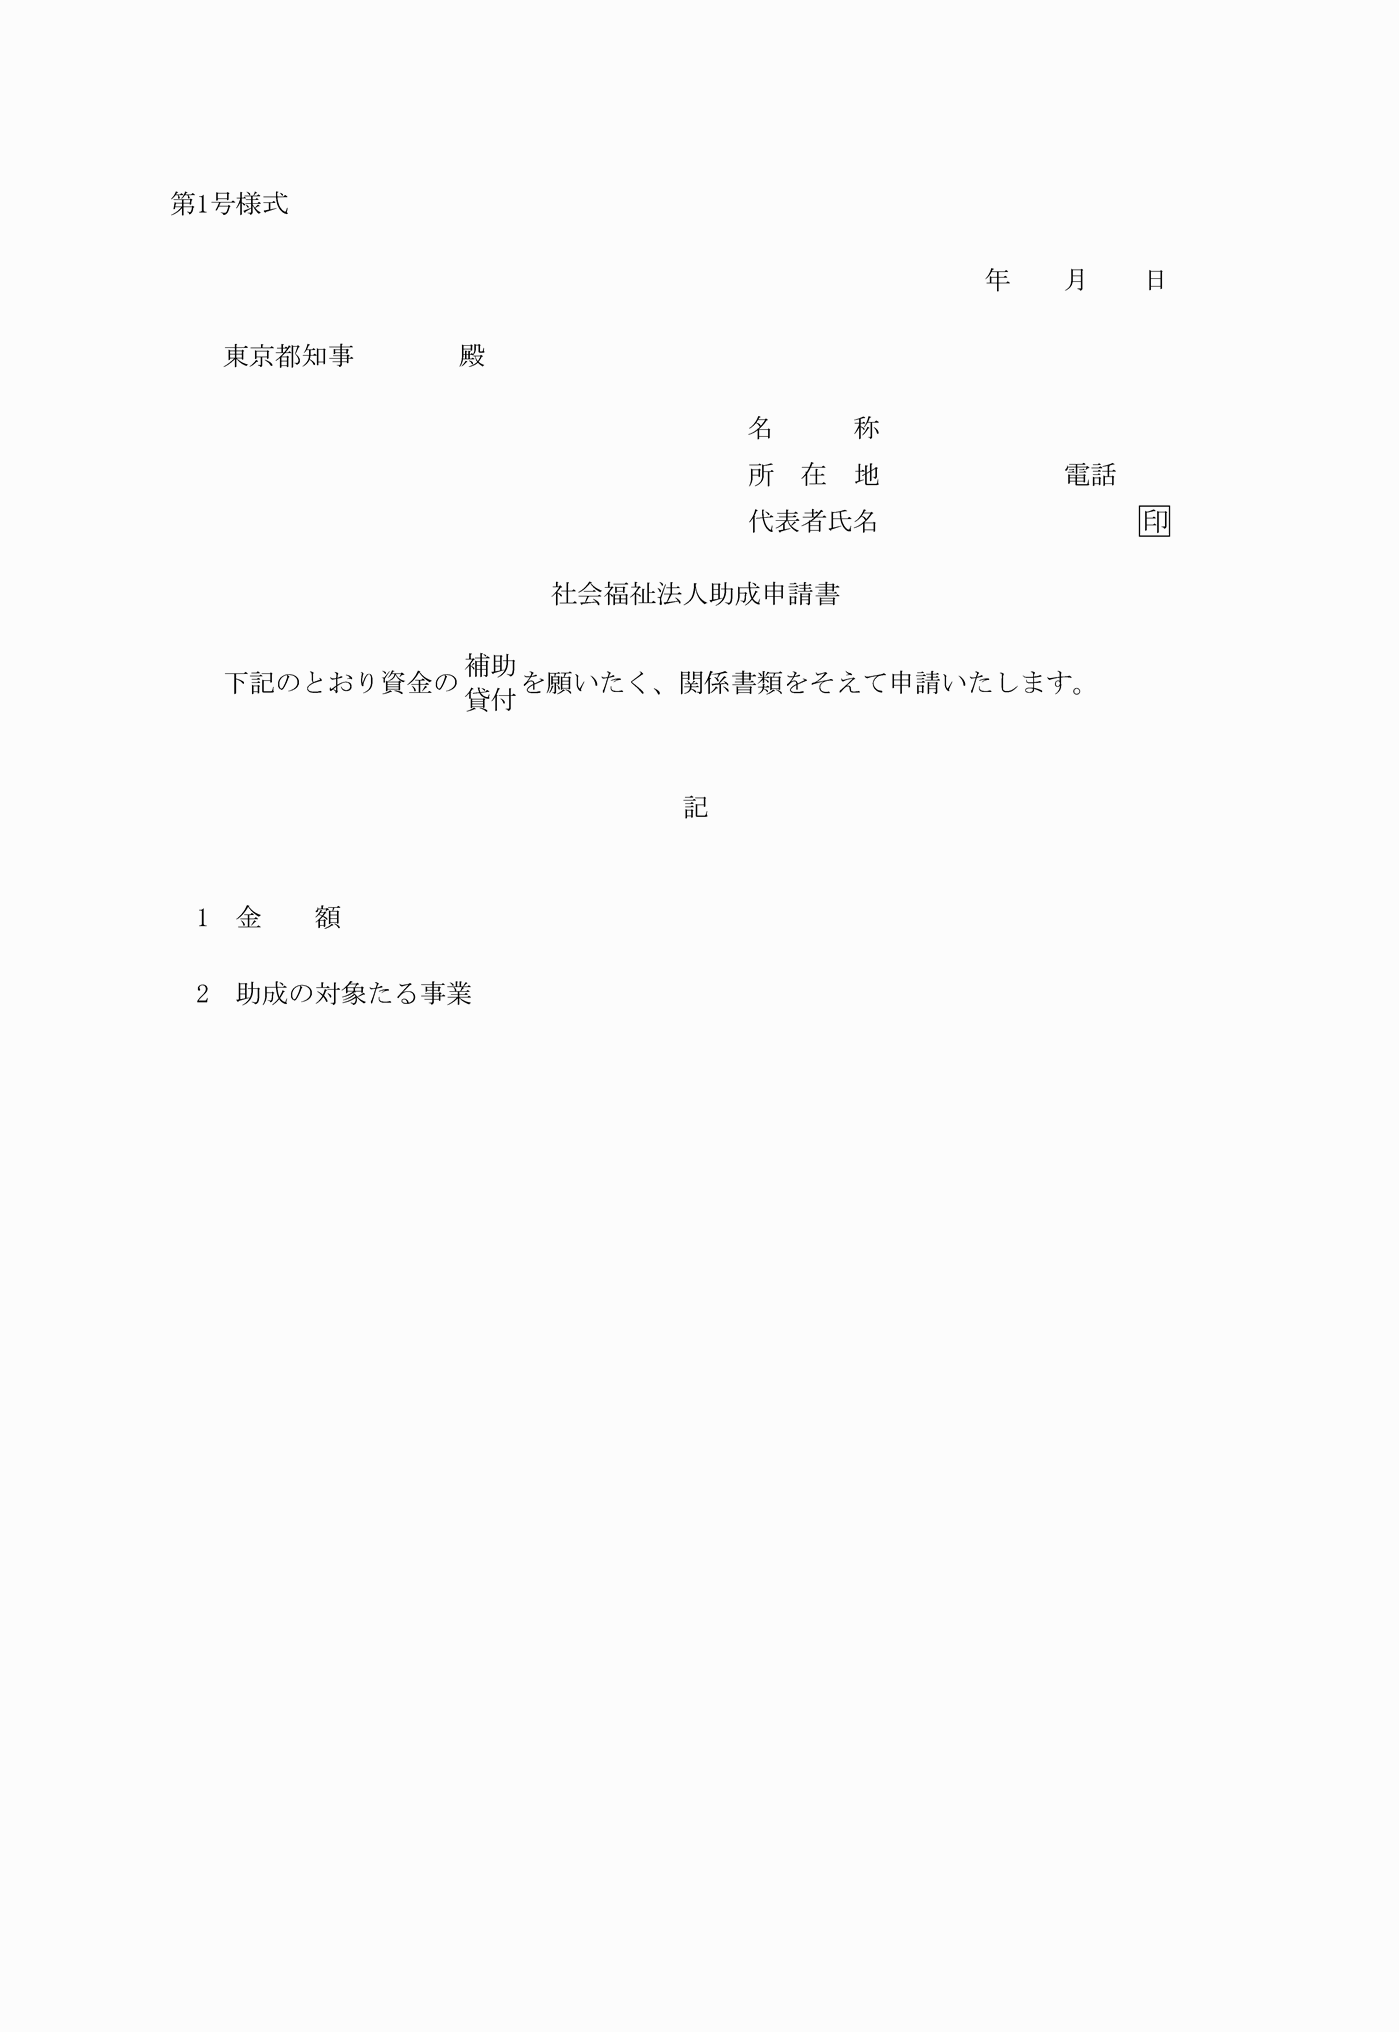 第1号様式
年　　月　　日
東京都知事　　　　殿
名　　　称
所　在　地　　　　　　　電話
代表者氏名　　　　　　　　　　印
社会福祉法人助成申請書
補助
下記のとおり資金の　　を願いたく、関係書類をそえて申請いたします。
貸付
記
1　金　　額
2　助成の対象たる事業